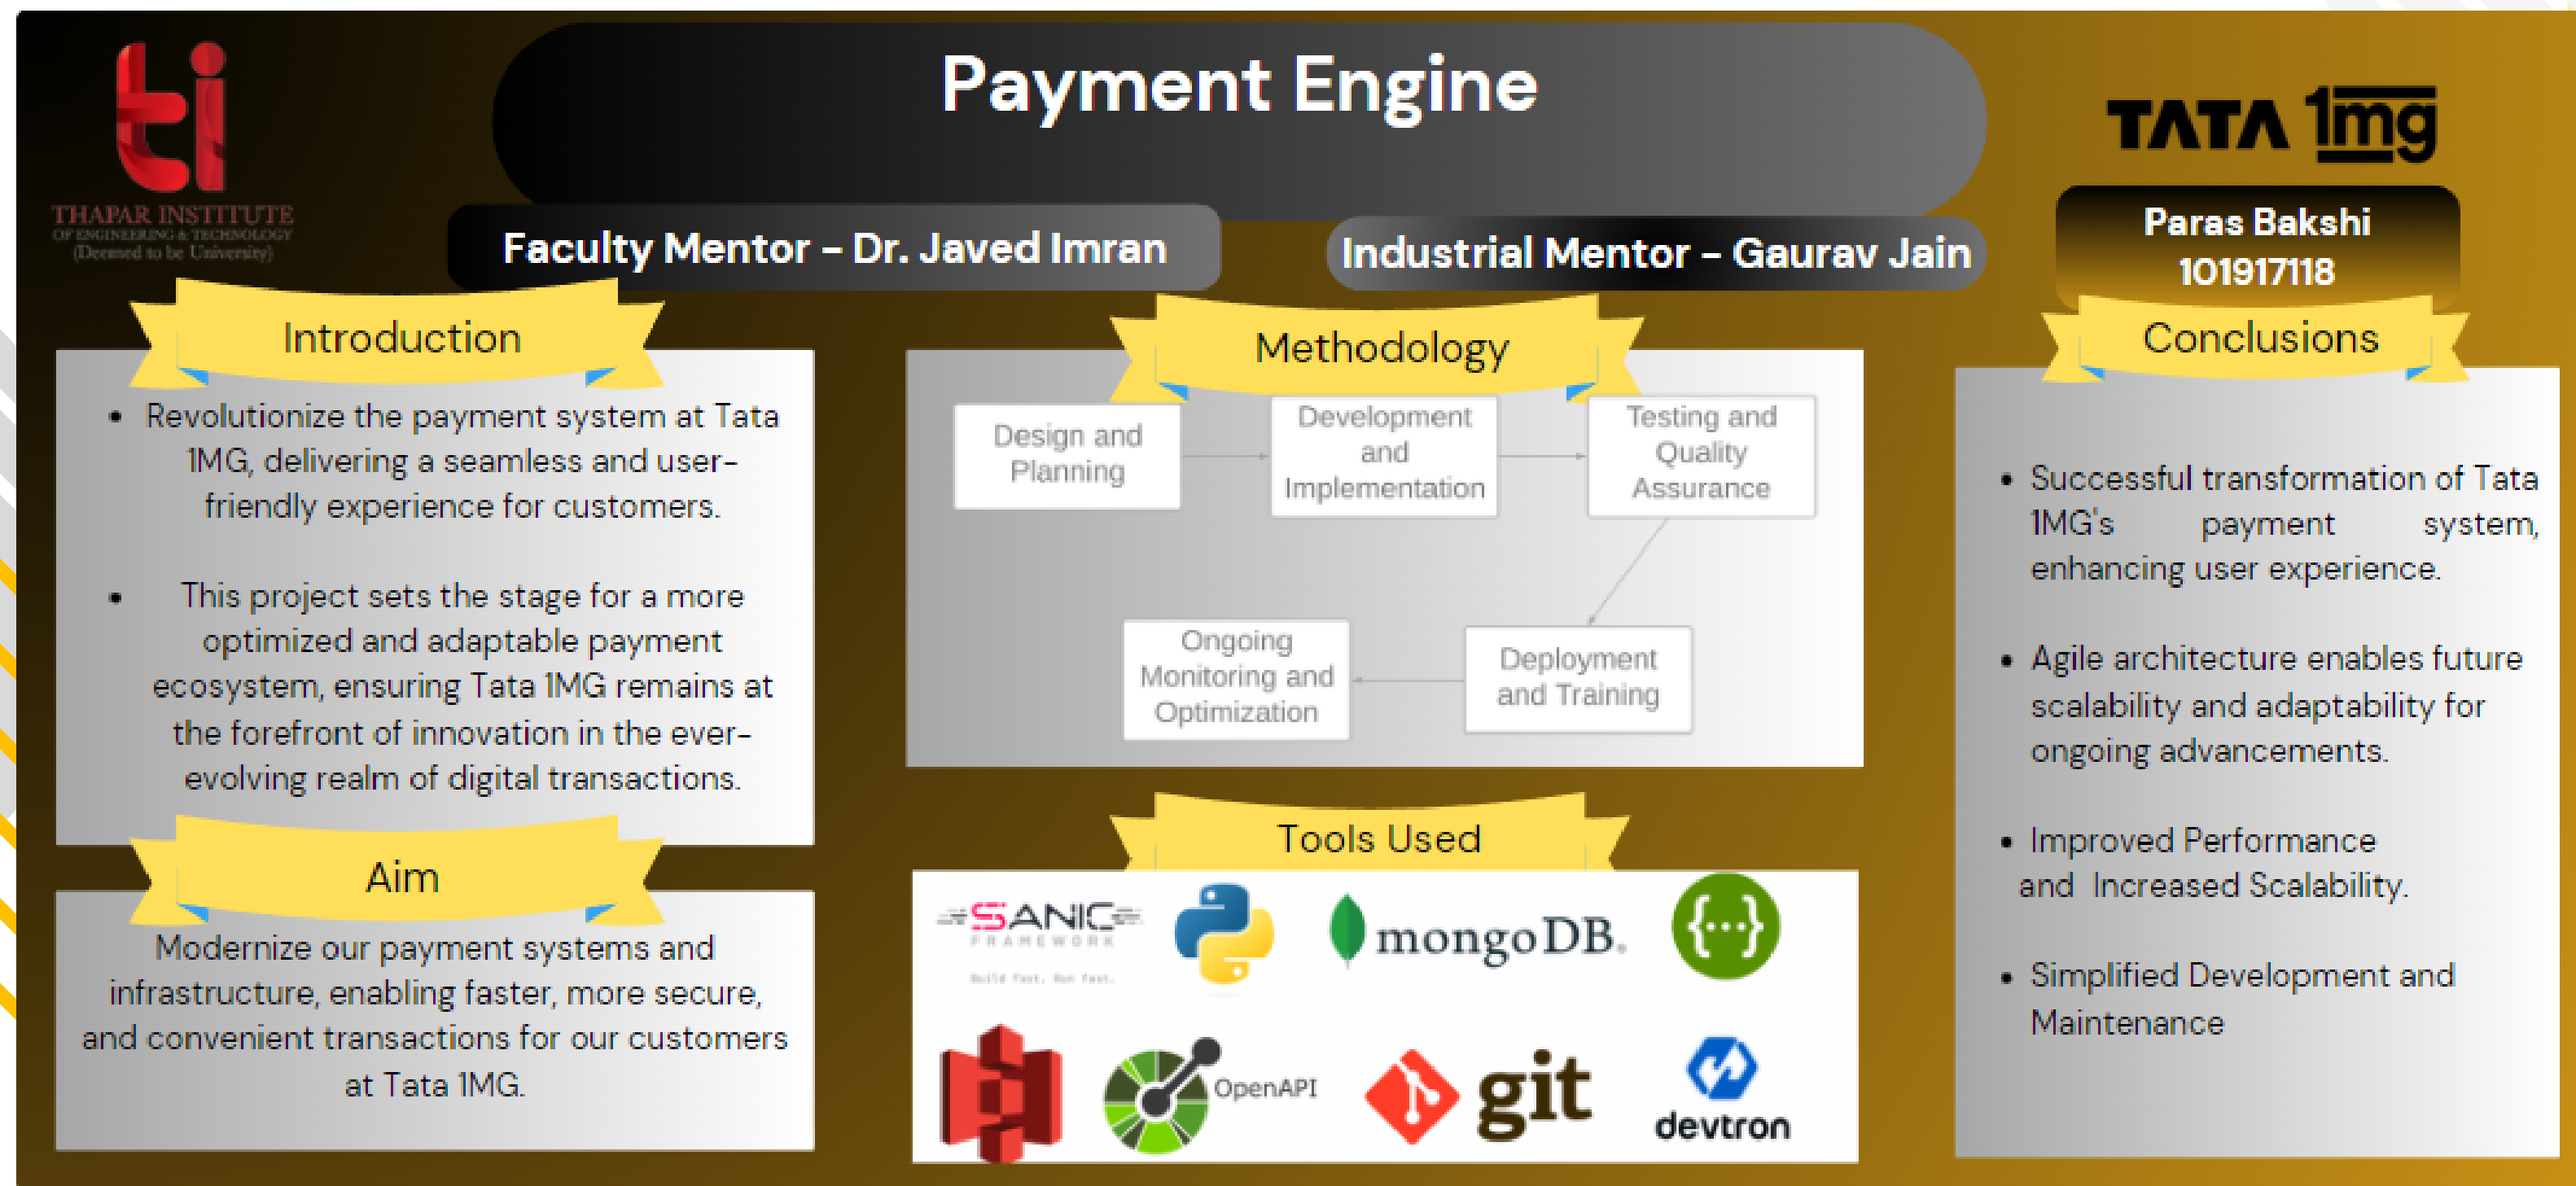 ti
THAPAR INSTITUTE
OF ENGINEERING & TECHNOLOGY
(Deemed to be University)
Payment Engine
TATA 1mg
Faculty Mentor - Dr. Javed Imran
Industrial Mentor - Gaurav Jain
Paras Bakshi
101917118
Introduction
• Revolutionize the payment system at Tata
1MG, delivering a seamless and user-
friendly experience for customers.
• This project sets the stage for a more
optimized and adaptable payment
ecosystem, ensuring Tata 1MG remains at
the forefront of innovation in the ever-
evolving realm of digital transactions.
Aim
Modernize our payment systems and
infrastructure, enabling faster, more secure,
and convenient transactions for our customers
at Tata 1MG.
Methodology
Design and
Planning
Development
and
Implementation
Testing and
Quality
Assurance
Deployment
and Training
Ongoing
Monitoring and
Optimization
Tools Used
SANIC
FRAMEWORK
Build fast. Run fast.
mongoDB.
{...}
OpenAPI
git
devtron
Conclusions
• Successful transformation of Tata
1MG's payment system,
enhancing user experience.
• Agile architecture enables future
scalability and adaptability for
ongoing advancements.
• Improved Performance
and Increased Scalability.
• Simplified Development and
Maintenance